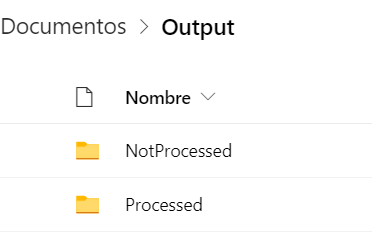 Documentos > Output
Nombre
NotProcessed
Processed